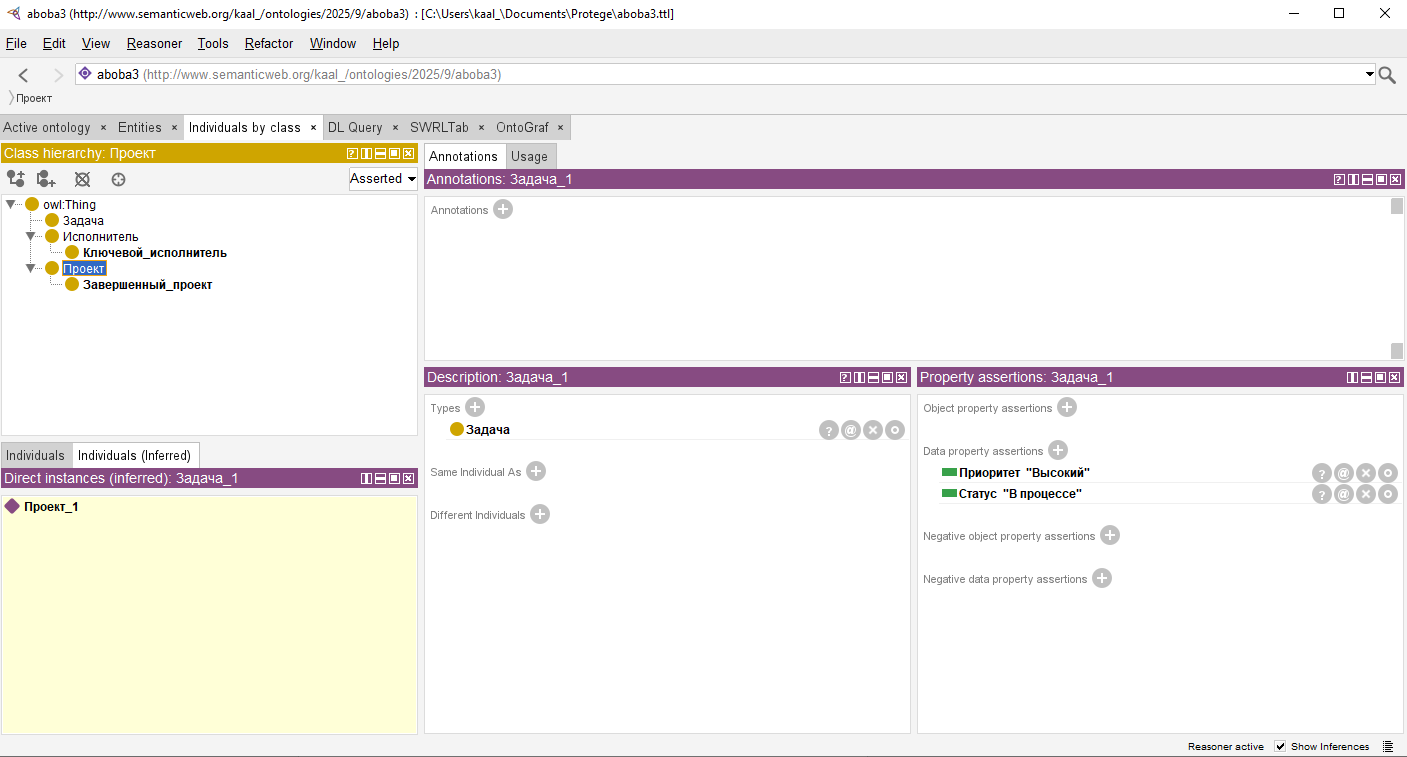 aboba3 (http://www.semanticweb.org/kaal_/ontologies/2025/9/aboba3) : [C:\Users\kaal_\Documents\Protege\aboba3.ttl]
File Edit View Reasoner Tools Refactor Window Help
aboba3 (http://www.semanticweb.org/kaal_/ontologies/2025/9/aboba3)
Проект
Active ontology × Entities × Individuals by class × DL Query × SWRLTab × OntoGraf ×
Class hierarchy: Проект
Asserted
owl:Thing
Задача
Исполнитель
Ключевой_исполнитель
Проект
Завершенный_проект
Individuals Individuals (Inferred)
Direct instances (inferred): Задача_1
Проект_1
Annotations Usage
Annotations: Задача_1
Annotations
Description: Задача_1
Types
Задача
Same Individual As
Different Individuals
Property assertions: Задача_1
Object property assertions
Data property assertions
Приоритет "Высокий"
Статус "В процессе"
Negative object property assertions
Negative data property assertions
Reasoner active Show Inferences